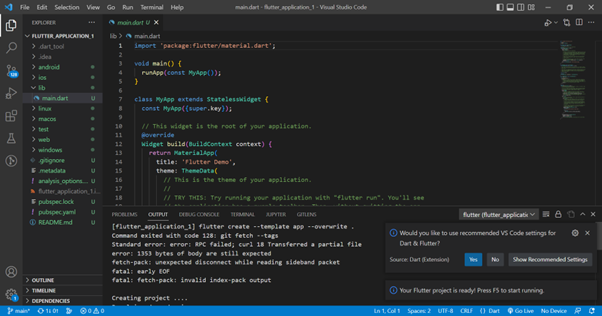 File Edit Selection View Go Run Terminal Help
main.dart - flutter_application_1 - Visual Studio Code
EXPLORER
main.dart U
FLUTTER_APPLICATION_1
lib > main.dart
.dart_tool
.idea
android
ios
lib
main.dart U
linux
macos
test
web
windows
.gitignore U
.metadata U
analysis_options.... U
flutter_application_1.i...
pubspec.lock U
pubspec.yaml U
README.md U
OUTLINE
TIMELINE
DEPENDENCIES
1 import 'package:flutter/material.dart';
2
3 void main() {
4 runApp(const MyApp());
5 }
6
7 class MyApp extends StatelessWidget {
8 const MyApp({super.key});
9
10 // This widget is the root of your application.
11 @override
12 Widget build(BuildContext context) {
13 return MaterialApp(
14 title: 'Flutter Demo',
15 theme: ThemeData(
16 // This is the theme of your application.
17 //
18 // TRY THIS: Try running your application with "flutter run". You'll see
PROBLEMS OUTPUT DEBUG CONSOLE TERMINAL JUPYTER GITLENS
flutter (flutter_applicatio
[flutter_application_1] flutter create --template app --overwrite .
Command exited with code 128: git fetch --tags
Standard error: error: RPC failed; curl 18 Transferred a partial file
error: 1353 bytes of body are still expected
fetch-pack: unexpected disconnect while reading sideband packet
fatal: early EOF
fatal: fetch-pack: invalid index-pack output
Creating project ....
Would you like to use recommended VS Code settings for
Dart & Flutter?
Source: Dart (Extension)
Yes No Show Recommended Settings
Your Flutter project is ready! Press F5 to start running.
main* 1↓ 0↑ 0 0 Ln 1, Col 1 Spaces: 2 UTF-8 CRLF Dart Go Live No Device